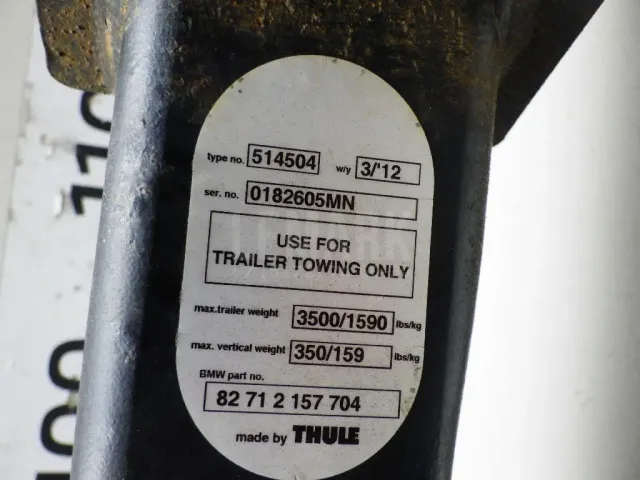 type no. 514504 w/y 3/'12
ser. no. 0182605MN
USE FOR
TRAILER TOWING ONLY
max.trailer weight 3500/1590 lbs/kg
max. vertical weight 350/159 lbs/kg
BMW part no.
82 71 2 157 704
made by THULE
110
100